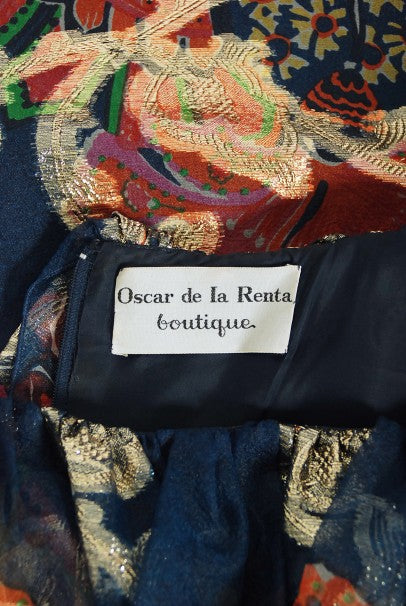 Oscar de la Renta
boutique